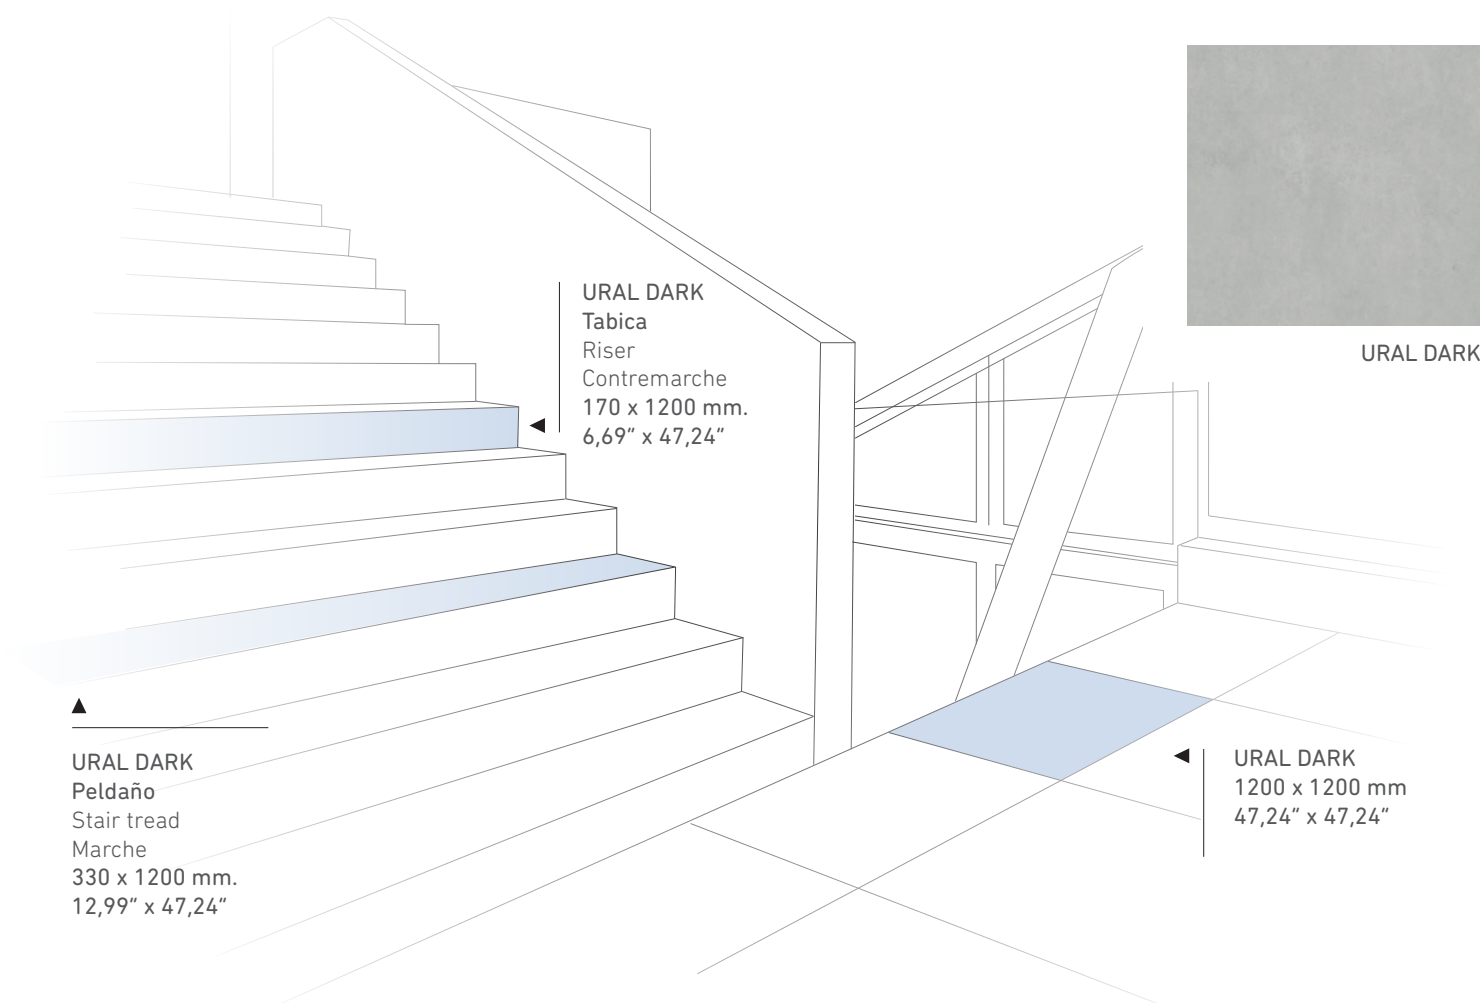 URAL DARK
Tabica
Riser
Contremarche
170 x 1200 mm.
6,69” x 47,24”
URAL DARK
URAL DARK
Peldaño
Stair tread
Marche
330 x 1200 mm.
12,99” x 47,24”
URAL DARK
1200 x 1200 mm
47,24” x 47,24”